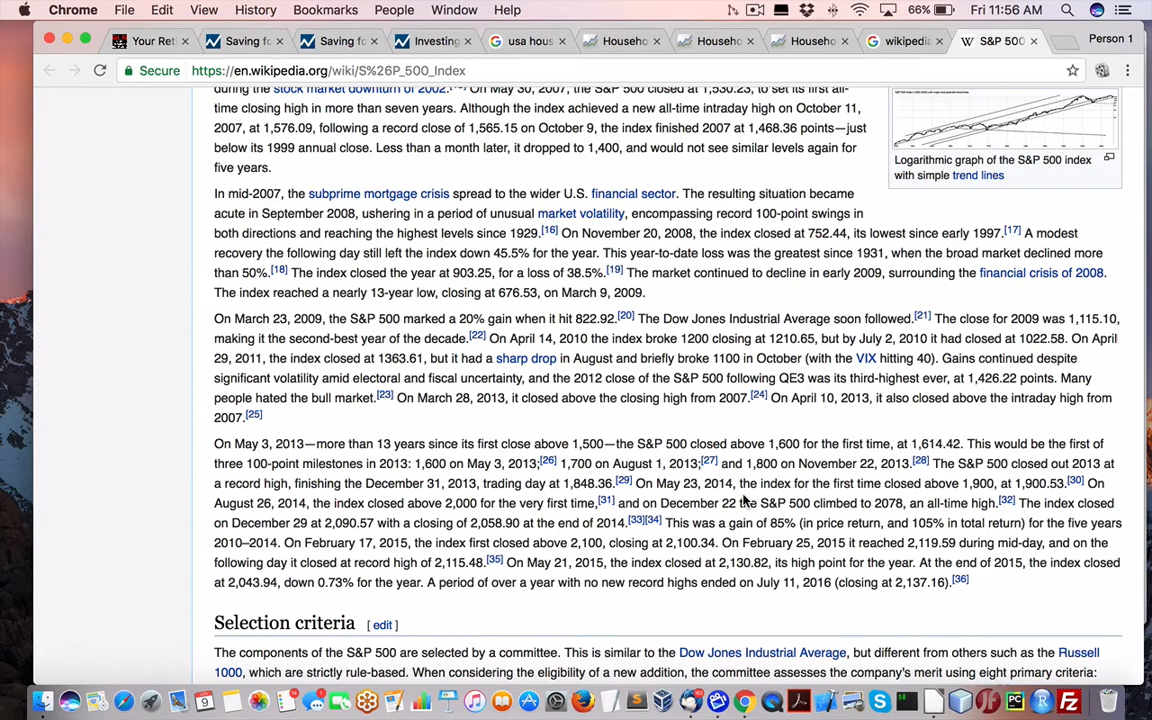 Chrome File Edit View History Bookmarks People Window Help 66% Fri 11:56 AM
Your Reti Saving fo Saving fo Investing usa hous Househo Househo Househo wikipedia S&P 500 Person 1
Secure https://en.wikipedia.org/wiki/S%26P_500_Index
during the stock market downturn of 2002. On May 30, 2007, the S&P 500 closed at 1,530.23, to set its first all-
time closing high in more than seven years. Although the index achieved a new all-time intraday high on October 11,
2007, at 1,576.09, following a record close of 1,565.15 on October 9, the index finished 2007 at 1,468.36 points—just
below its 1999 annual close. Less than a month later, it dropped to 1,400, and would not see similar levels again for
five years.
Logarithmic graph of the S&P 500 index
with simple trend lines
In mid-2007, the subprime mortgage crisis spread to the wider U.S. financial sector. The resulting situation became
acute in September 2008, ushering in a period of unusual market volatility, encompassing record 100-point swings in
both directions and reaching the highest levels since 1929.[16] On November 20, 2008, the index closed at 752.44, its lowest since early 1997.[17] A modest
recovery the following day still left the index down 45.5% for the year. This year-to-date loss was the greatest since 1931, when the broad market declined more
than 50%.[18] The index closed the year at 903.25, for a loss of 38.5%.[19] The market continued to decline in early 2009, surrounding the financial crisis of 2008.
The index reached a nearly 13-year low, closing at 676.53, on March 9, 2009.
On March 23, 2009, the S&P 500 marked a 20% gain when it hit 822.92.[20] The Dow Jones Industrial Average soon followed.[21] The close for 2009 was 1,115.10,
making it the second-best year of the decade.[22] On April 14, 2010 the index broke 1200 closing at 1210.65, but by July 2, 2010 it had closed at 1022.58. On April
29, 2011, the index closed at 1363.61, but it had a sharp drop in August and briefly broke 1100 in October (with the VIX hitting 40). Gains continued despite
significant volatility amid electoral and fiscal uncertainty, and the 2012 close of the S&P 500 following QE3 was its third-highest ever, at 1,426.22 points. Many
people hated the bull market.[23] On March 28, 2013, it closed above the closing high from 2007.[24] On April 10, 2013, it also closed above the intraday high from
2007.[25]
On May 3, 2013—more than 13 years since its first close above 1,500—the S&P 500 closed above 1,600 for the first time, at 1,614.42. This would be the first of
three 100-point milestones in 2013: 1,600 on May 3, 2013;[26] 1,700 on August 1, 2013;[27] and 1,800 on November 22, 2013.[28] The S&P 500 closed out 2013 at
a record high, finishing the December 31, 2013, trading day at 1,848.36.[29] On May 23, 2014, the index for the first time closed above 1,900, at 1,900.53.[30] On
August 26, 2014, the index closed above 2,000 for the very first time,[31] and on December 22 the S&P 500 climbed to 2078, an all-time high.[32] The index closed
on December 29 at 2,090.57 with a closing of 2,058.90 at the end of 2014.[33][34] This was a gain of 85% (in price return, and 105% in total return) for the five years
2010–2014. On February 17, 2015, the index first closed above 2,100, closing at 2,100.34. On February 25, 2015 it reached 2,119.59 during mid-day, and on the
following day it closed at record high of 2,115.48.[35] On May 21, 2015, the index closed at 2,130.82, its high point for the year. At the end of 2015, the index closed
at 2,043.94, down 0.73% for the year. A period of over a year with no new record highs ended on July 11, 2016 (closing at 2,137.16).[36]
Selection criteria [ edit ]
The components of the S&P 500 are selected by a committee. This is similar to the Dow Jones Industrial Average, but different from others such as the Russell
1000, which are strictly rule-based. When considering the eligibility of a new addition, the committee assesses the company's merit using eight primary criteria: